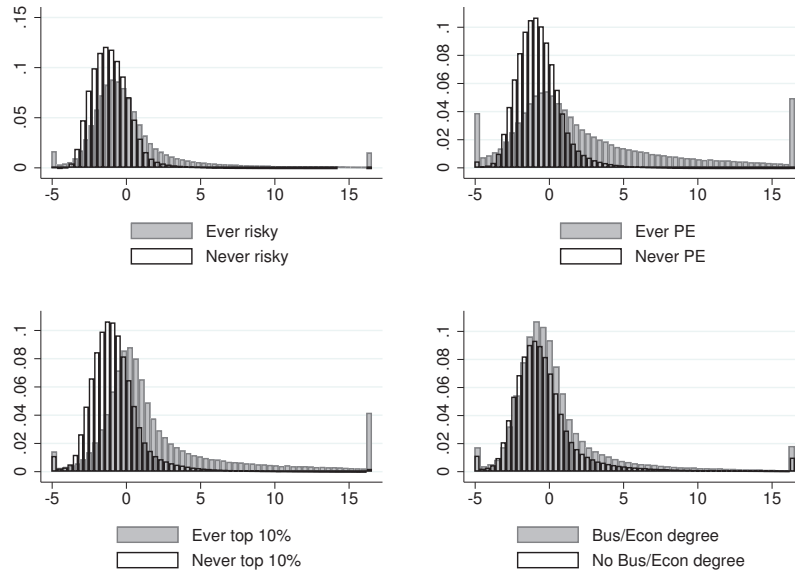 .15
.1
.05
0
-5 0 5 10 15
Ever risky
Never risky
.1
.08
.06
.04
.02
0
-5 0 5 10 15
Ever PE
Never PE
.1
.08
.06
.04
.02
0
-5 0 5 10 15
Ever top 10%
Never top 10%
.1
.08
.06
.04
.02
0
-5 0 5 10 15
Bus/Econ degree
No Bus/Econ degree